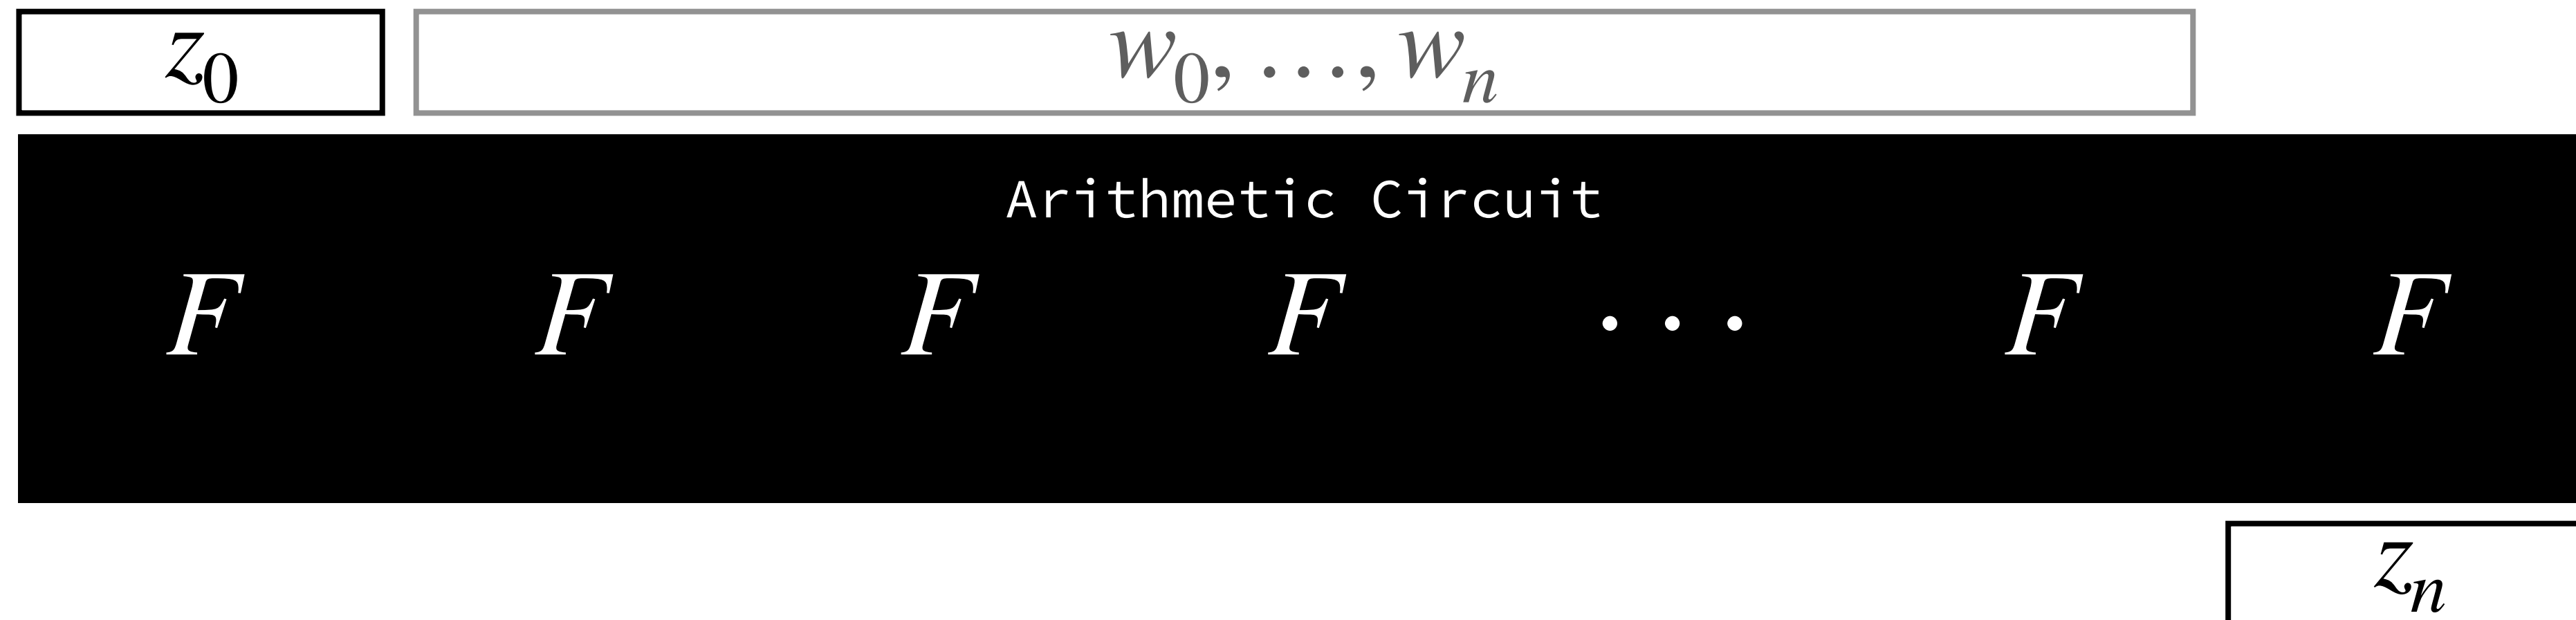 z₀ w₀, …, wₙ
Arithmetic Circuit
F F F F ··· F F
zₙ